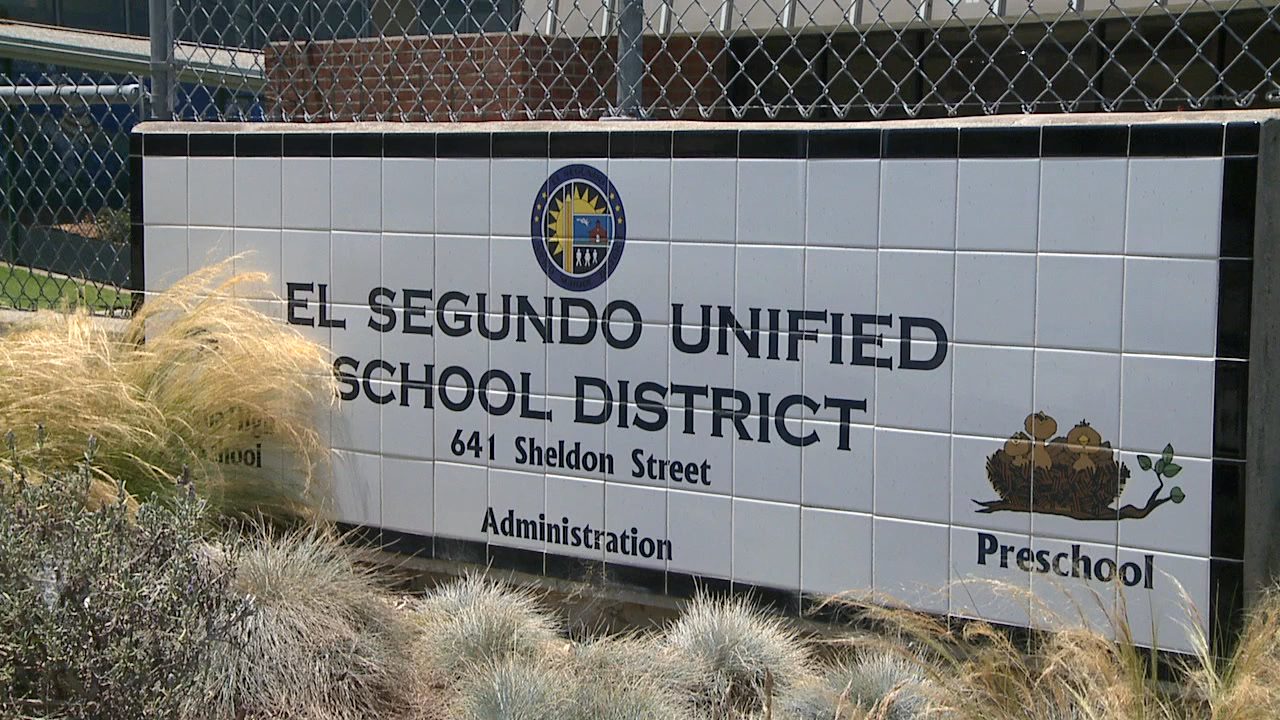 EL SEGUNDO UNIFIED
SCHOOL DISTRICT
641 Sheldon Street
Administration
Preschool